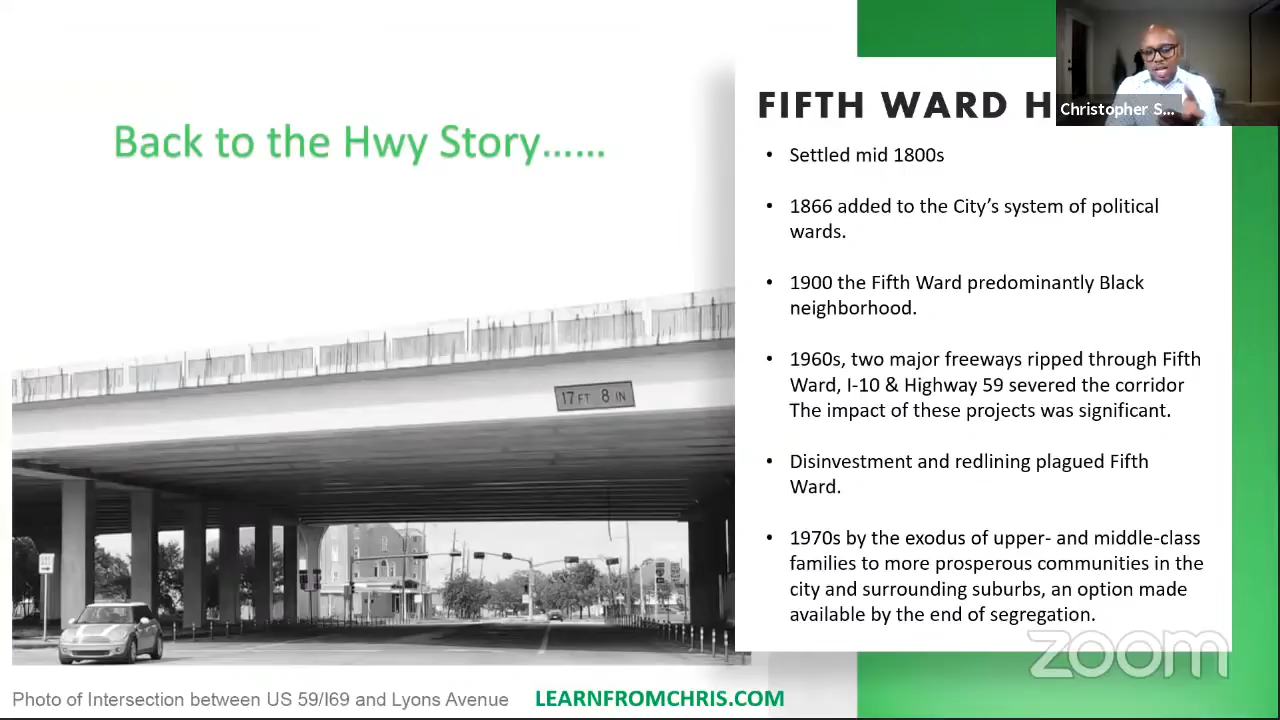 Back to the Hwy Story......
17 FT 8 IN
Photo of Intersection between US 59/I69 and Lyons Avenue
LEARNFROMCHRIS.COM
FIFTH WARD H
Christopher S...
• Settled mid 1800s
• 1866 added to the City's system of political
wards.
• 1900 the Fifth Ward predominantly Black
neighborhood.
• 1960s, two major freeways ripped through Fifth
Ward, I-10 & Highway 59 severed the corridor
The impact of these projects was significant.
• Disinvestment and redlining plagued Fifth
Ward.
• 1970s by the exodus of upper- and middle-class
families to more prosperous communities in the
city and surrounding suburbs, an option made
available by the end of segregation.
zoom